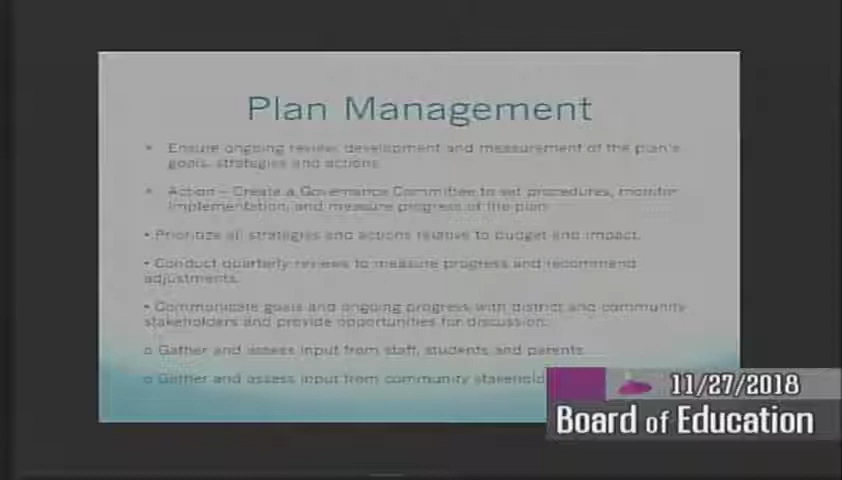 Plan Management
• Ensure ongoing review, development and measurement of the plan's
goals, strategies and actions.
• Action – Create a Governance Committee to set procedures, monitor
implementation, and measure progress of the plan.
• Prioritize all strategies and actions relative to budget and impact.
• Conduct quarterly reviews to measure progress and recommend
adjustments.
• Communicate goals and ongoing progress with district and community
stakeholders and provide opportunities for discussion.
o Gather and assess input from staff, students and parents
o Gather and assess input from community
11/27/2018
Board of Education